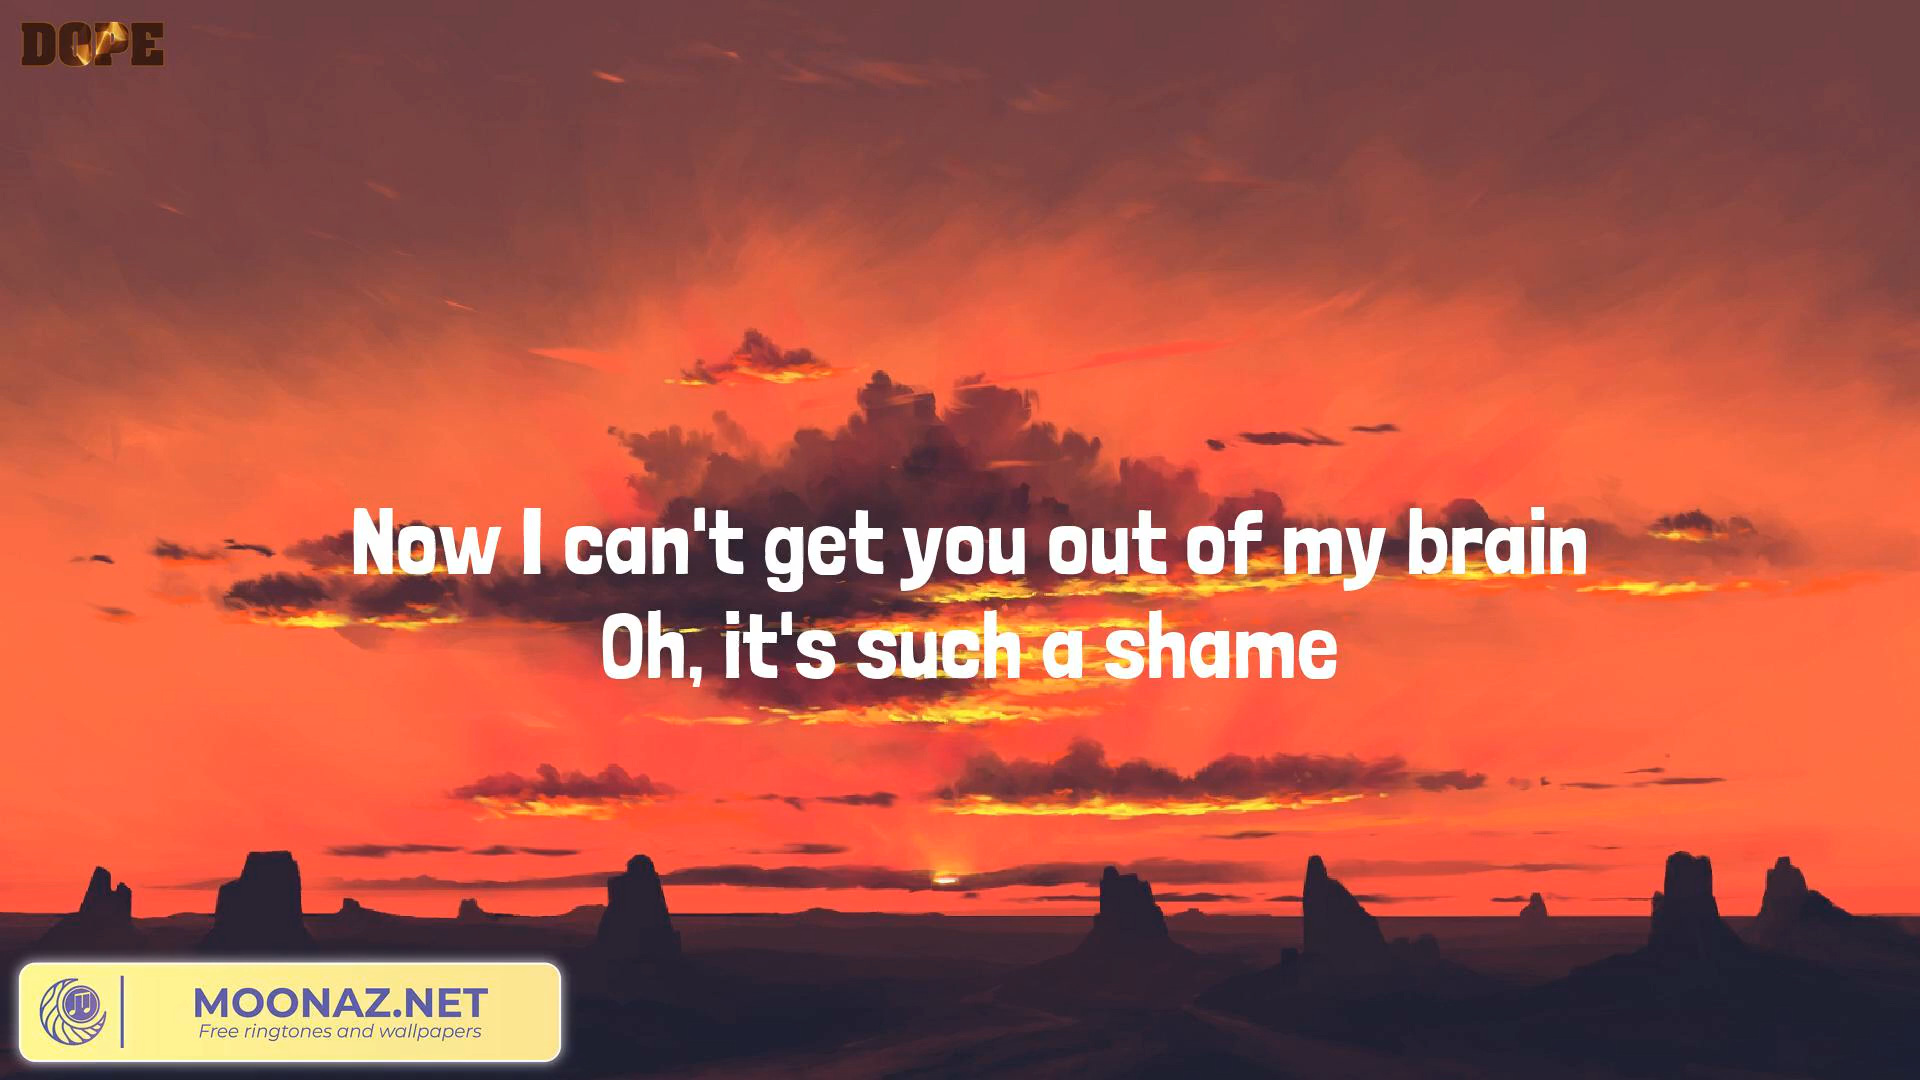 DOPE
Now I can't get you out of my brain
Oh, it's such a shame
MOONAZ.NET
Free ringtones and wallpapers